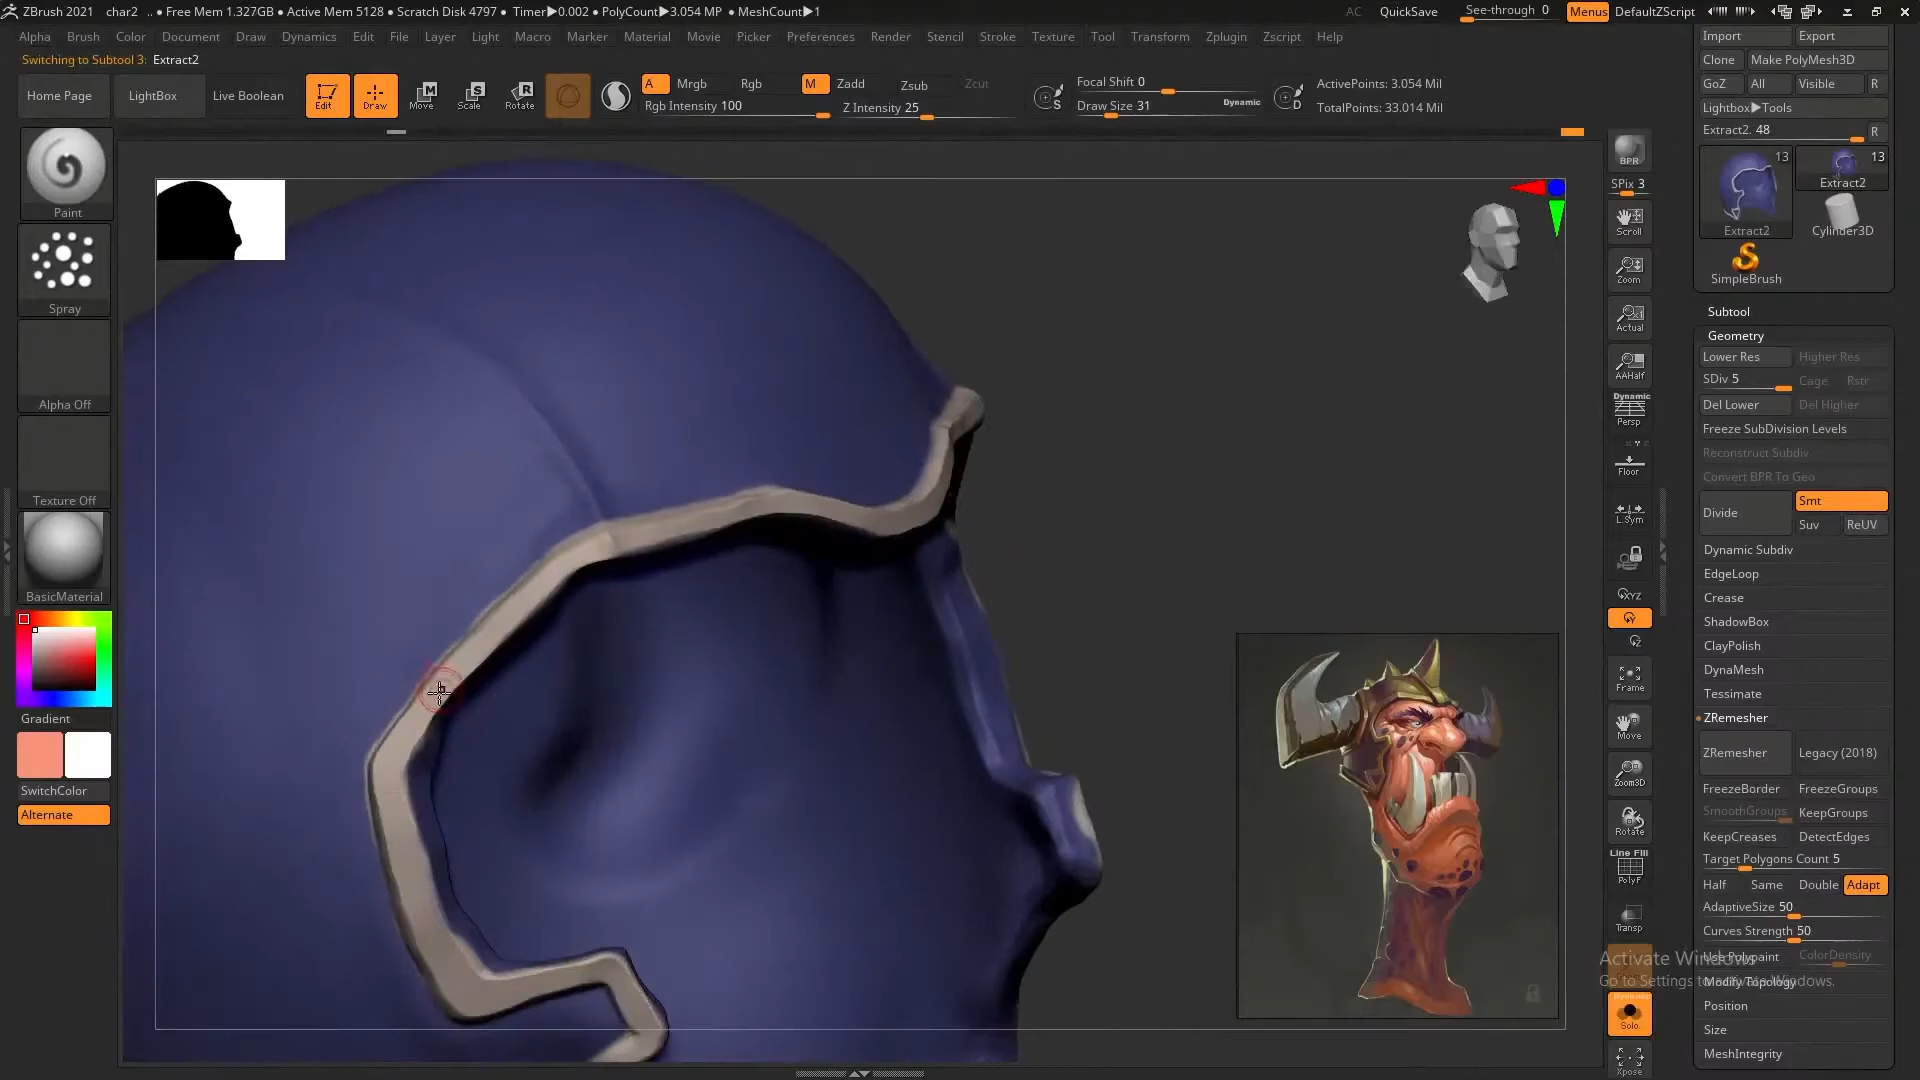 ZBrush 2021 char2 .. • Free Mem 1.327GB • Active Mem 5128 • Scratch Disk 4797 • Timer▶0.002 • PolyCount▶3.054 MP • MeshCount▶1 AC QuickSave See-through 0 Menus DefaultZScript
Alpha Brush Color Document Draw Dynamics Edit File Layer Light Macro Marker Material Movie Picker Preferences Render Stencil Stroke Texture Tool Transform Zplugin Zscript Help
Switching to Subtool 3: Extract2
Home Page LightBox Live Boolean Edit Draw Move Scale Rotate
A Mrgb Rgb M Zadd Zsub Zcut
Rgb Intensity 100 Z Intensity 25
Focal Shift 0
Draw Size 31 Dynamic
ActivePoints: 3.054 Mil
TotalPoints: 33.014 Mil
Paint
Spray
Alpha Off
Texture Off
BasicMaterial
Gradient
SwitchColor
Alternate
BPR
SPix 3
Scroll
Zoom
Actual
AAHalf
Dynamic
Persp
Floor
L.Sym
XYZ
Y
Z
Frame
Move
Zoom3D
Rotate
Line Fill
PolyF
Transp
Solo
Xpose
Import Export
Clone Make PolyMesh3D
GoZ All Visible R
Lightbox▶Tools
Extract2. 48 R
13 13
Extract2
Extract2 Cylinder3D
SimpleBrush
Subtool
Geometry
Lower Res Higher Res
SDiv 5 Cage Rstr
Del Lower Del Higher
Freeze SubDivision Levels
Reconstruct Subdiv
Convert BPR To Geo
Divide Smt
Suv ReUV
Dynamic Subdiv
EdgeLoop
Crease
ShadowBox
ClayPolish
DynaMesh
Tessimate
ZRemesher
ZRemesher Legacy (2018)
FreezeBorder FreezeGroups
SmoothGroups KeepGroups
KeepCreases DetectEdges
Target Polygons Count 5
Half Same Double Adapt
AdaptiveSize 50
Curves Strength 50
Use Polypaint ColorDensity
Modify Topology
Position
Size
MeshIntegrity
Activate Windows
Go to Settings to activate Windows.